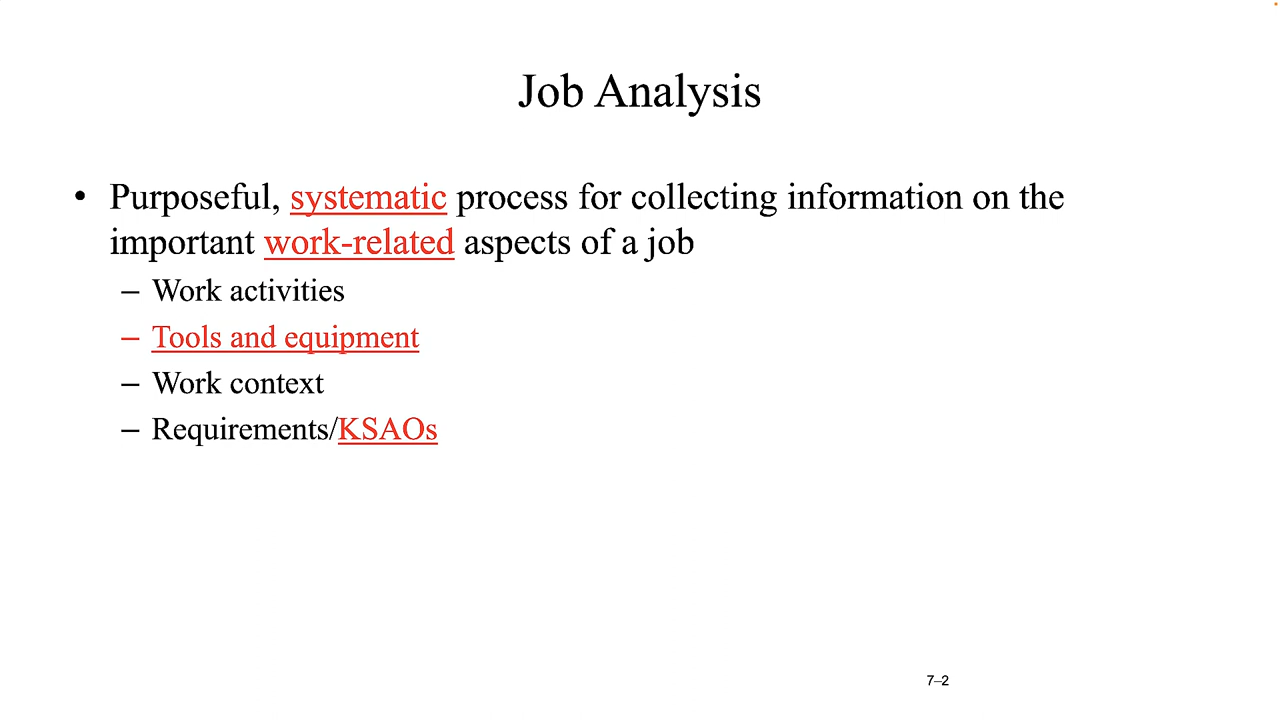 Job Analysis
• Purposeful, systematic process for collecting information on the
important work-related aspects of a job
– Work activities
– Tools and equipment
– Work context
– Requirements/KSAOs
7–2